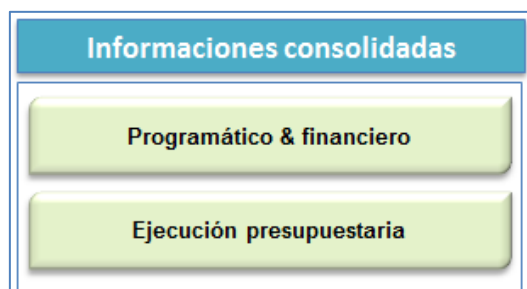 Informaciones consolidadas
Programático & financiero
Ejecución presupuestaria